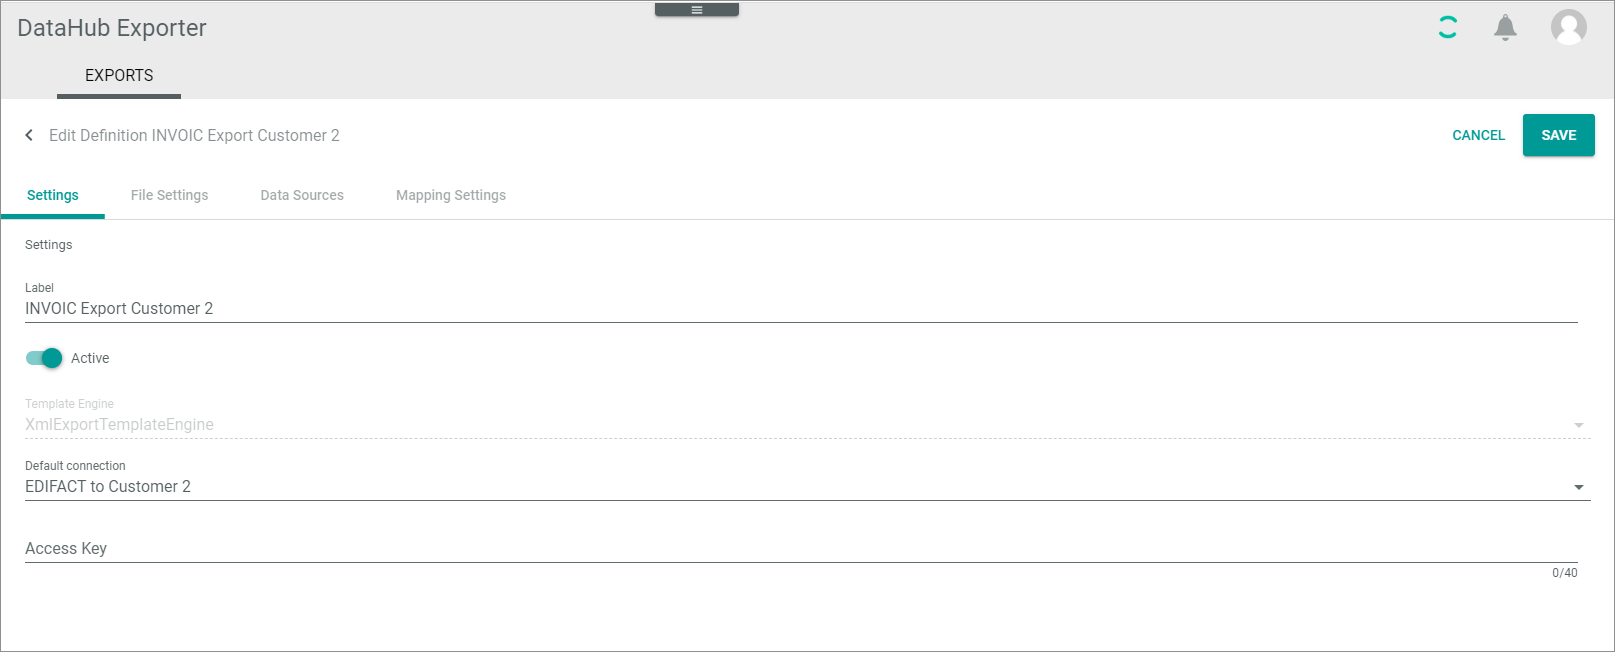 DataHub Exporter
EXPORTS
Edit Definition INVOIC Export Customer 2
CANCEL
SAVE
Settings
File Settings
Data Sources
Mapping Settings
Settings
Label
INVOIC Export Customer 2
Active
Template Engine
XmlExportTemplateEngine
Default connection
EDIFACT to Customer 2
Access Key
0/40